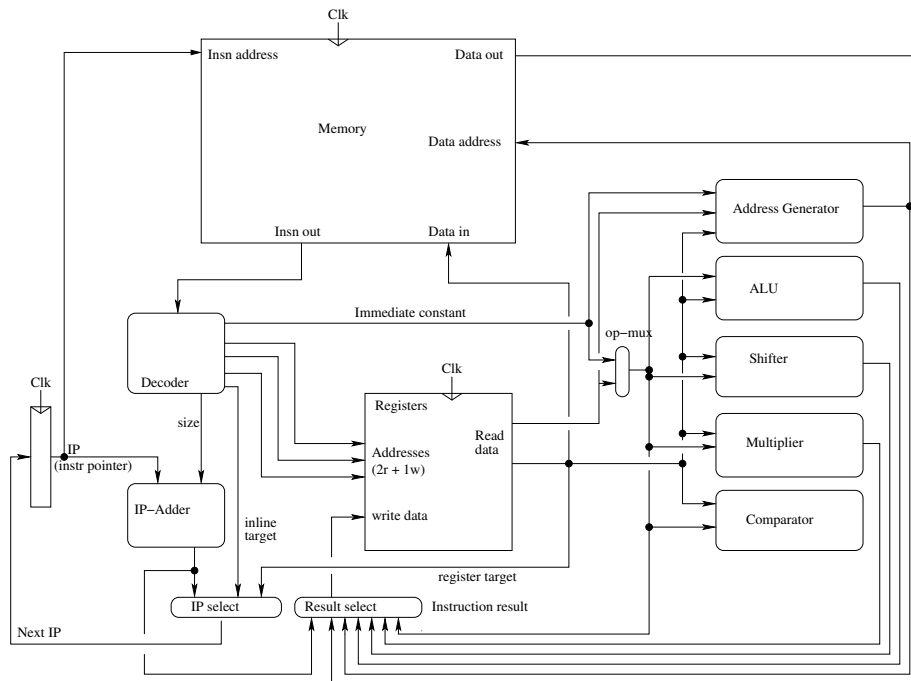 Clk
Insn address
Data out
Memory
Data address
Address Generator
Insn out
Data in
ALU
Immediate constant
op−mux
Shifter
Decoder
Clk
Clk
Registers
size
Read
data
IP
(instr pointer)
Addresses
(2r + 1w)
Multiplier
IP−Adder
write data
Comparator
inline
target
register target
IP select
Result select
Instruction result
Next IP